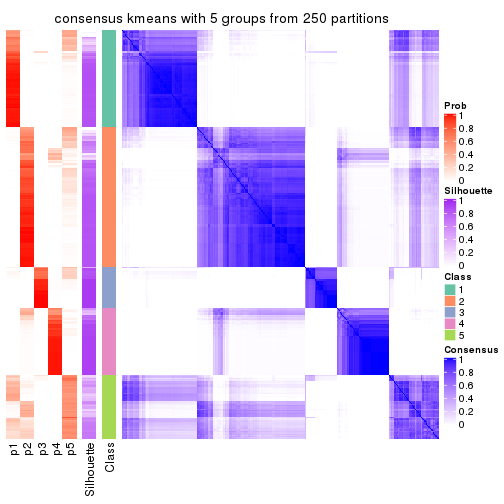 consensus kmeans with 5 groups from 250 partitions
Prob
1
0.8
0.6
0.4
0.2
0
Silhouette
1
0.8
0.6
0.4
0.2
0
Class
1
2
3
4
5
Consensus
1
0.8
0.6
0.4
0.2
0
p1
p2
p3
p4
p5
Silhouette
Class